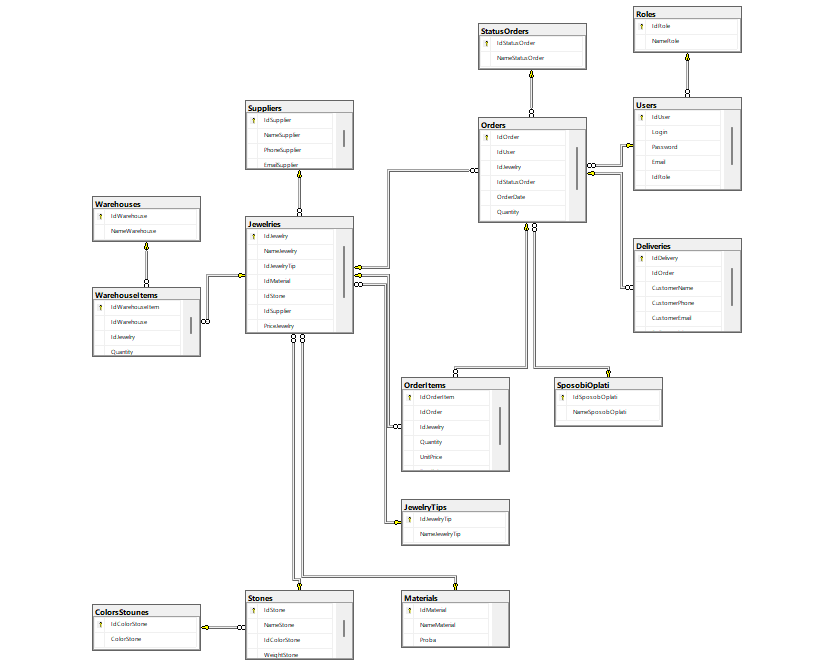 Roles
IdRole
NameRole
StatusOrders
IdStatusOrder
NameStatusOrder
Users
IdUser
Login
Password
Email
IdRole
Suppliers
IdSupplier
NameSupplier
PhoneSupplier
EmailSupplier
Orders
IdOrder
IdUser
IdJewelry
IdStatusOrder
OrderDate
Quantity
Warehouses
IdWarehouse
NameWarehouse
Jewelries
IdJewelry
NameJewelry
IdJewelryTip
IdMaterial
IdStone
IdSupplier
PriceJewelry
Deliveries
IdDelivery
IdOrder
CustomerName
CustomerPhone
CustomerEmail
WarehouseItems
IdWarehouseItem
IdWarehouse
IdJewelry
Quantity
OrderItems
IdOrderItem
IdOrder
IdJewelry
Quantity
UnitPrice
SposobiOplati
IdSposobOplati
NameSposobOplati
JewelryTips
IdJewelryTip
NameJewelryTip
ColorsStounes
IdColorStone
ColorStone
Stones
IdStone
NameStone
IdColorStone
WeightStone
Materials
IdMaterial
NameMaterial
Proba